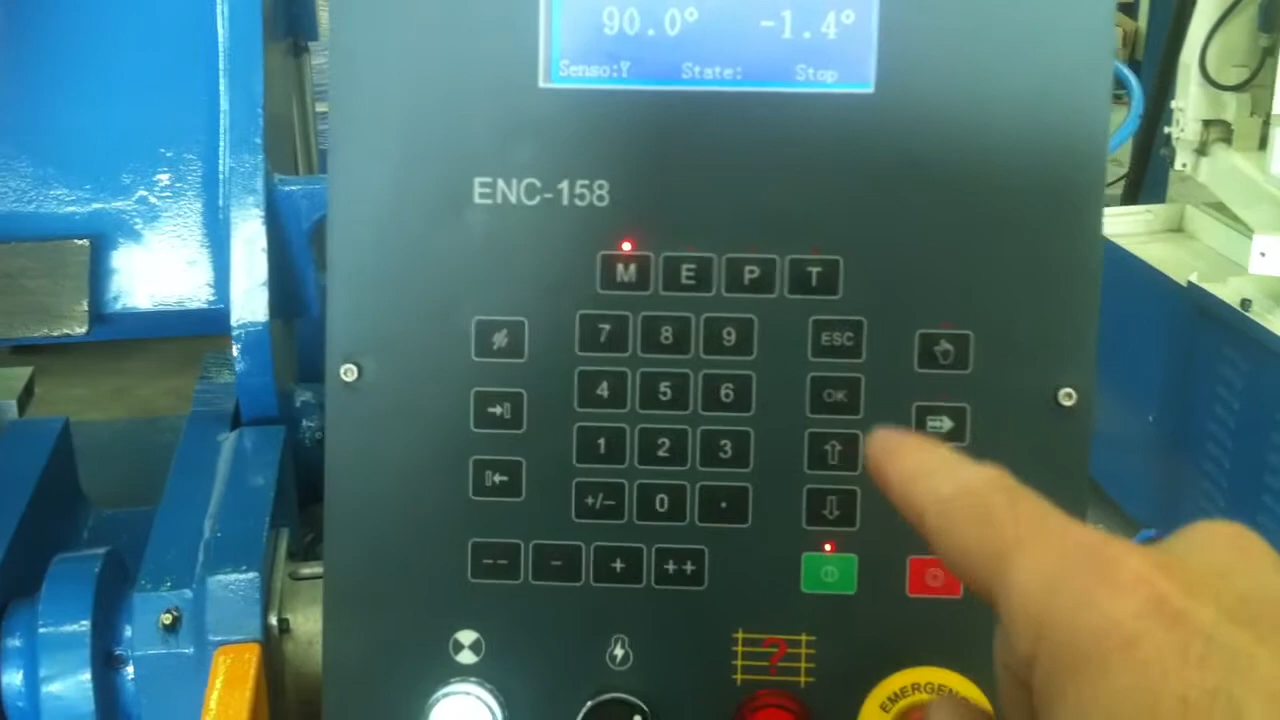 90.0° -1.4°
Senso:Y State: Stop
ENC-158
M E P T
7 8 9 ESC
4 5 6 OK
1 2 3
+/- 0 .
-- - + ++
?
EMERGENCY